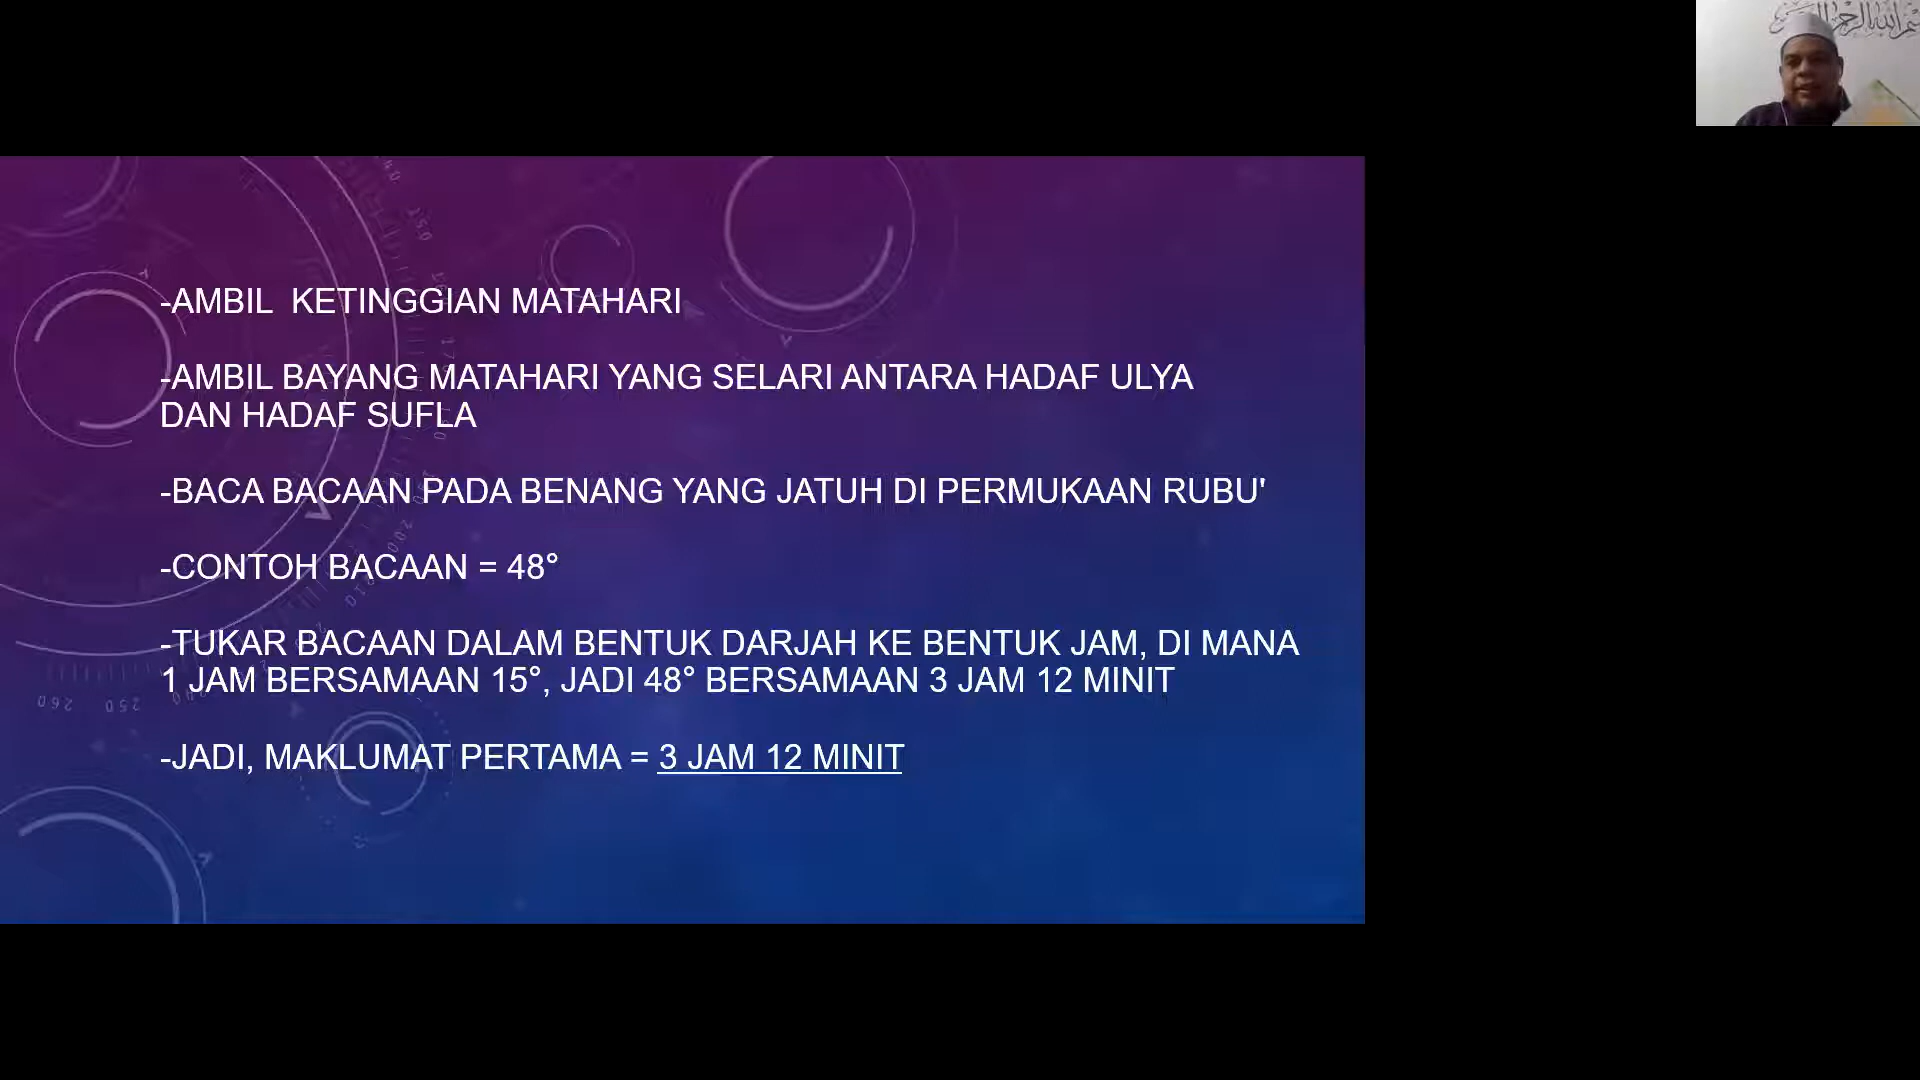 -AMBIL  KETINGGIAN MATAHARI
-AMBIL BAYANG MATAHARI YANG SELARI ANTARA HADAF ULYA
DAN HADAF SUFLA
-BACA BACAAN PADA BENANG YANG JATUH DI PERMUKAAN RUBU'
-CONTOH BACAAN = 48°
-TUKAR BACAAN DALAM BENTUK DARJAH KE BENTUK JAM, DI MANA
1 JAM BERSAMAAN 15°, JADI 48° BERSAMAAN 3 JAM 12 MINIT
-JADI, MAKLUMAT PERTAMA = 3 JAM 12 MINIT
260 250